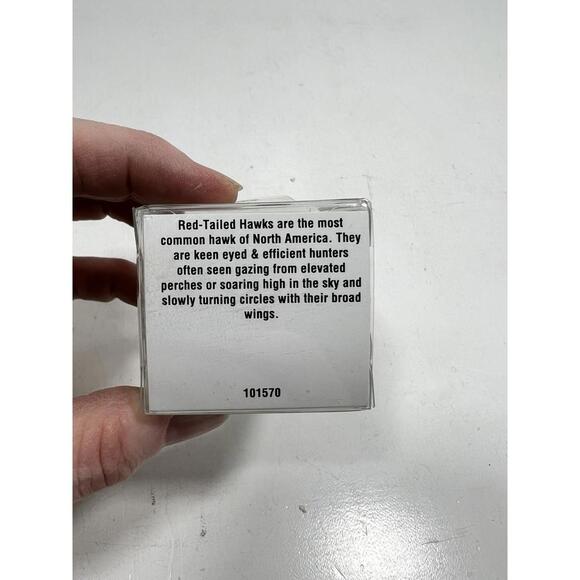 Red-Tailed Hawks are the most
common hawk of North America. They
are keen eyed & efficient hunters
often seen gazing from elevated
perches or soaring high in the sky and
slowly turning circles with their broad
wings.
101570